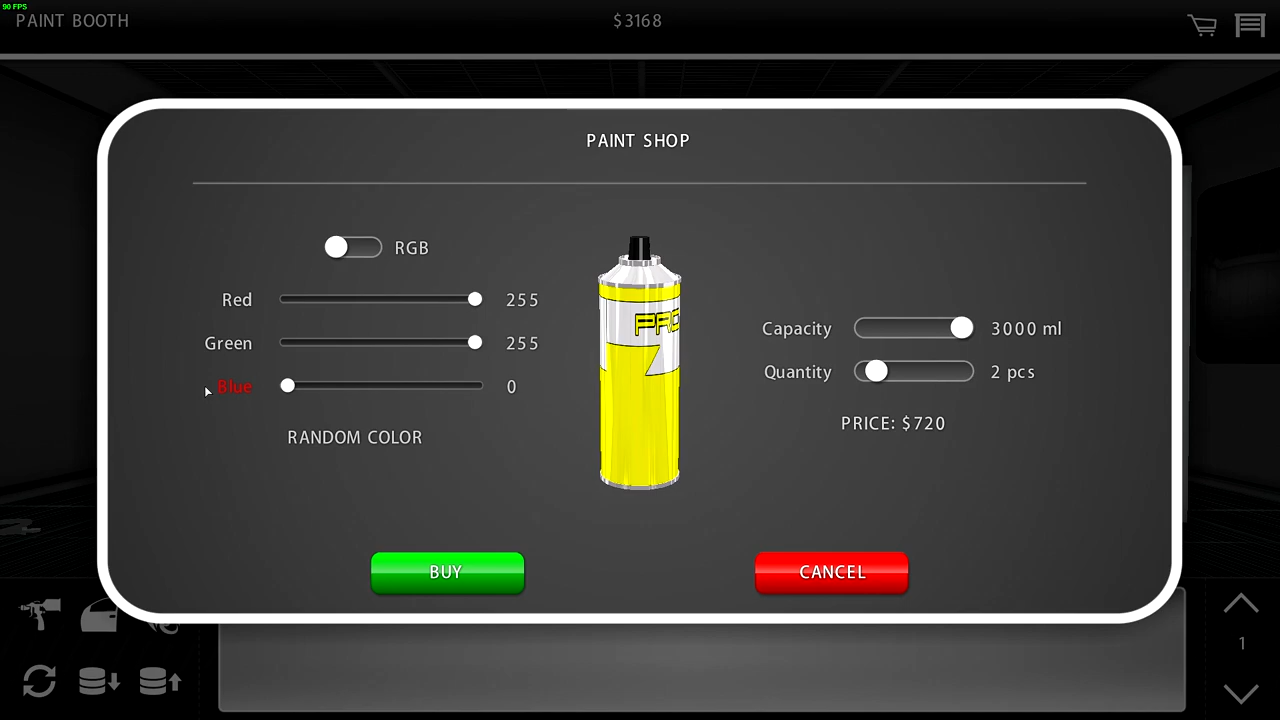 90 FPS
PAINT BOOTH
$3168
PAINT SHOP
RGB
Red 255
Green 255
Blue 0
RANDOM COLOR
PRO
Capacity 3000 ml
Quantity 2 pcs
PRICE: $720
BUY
CANCEL
1